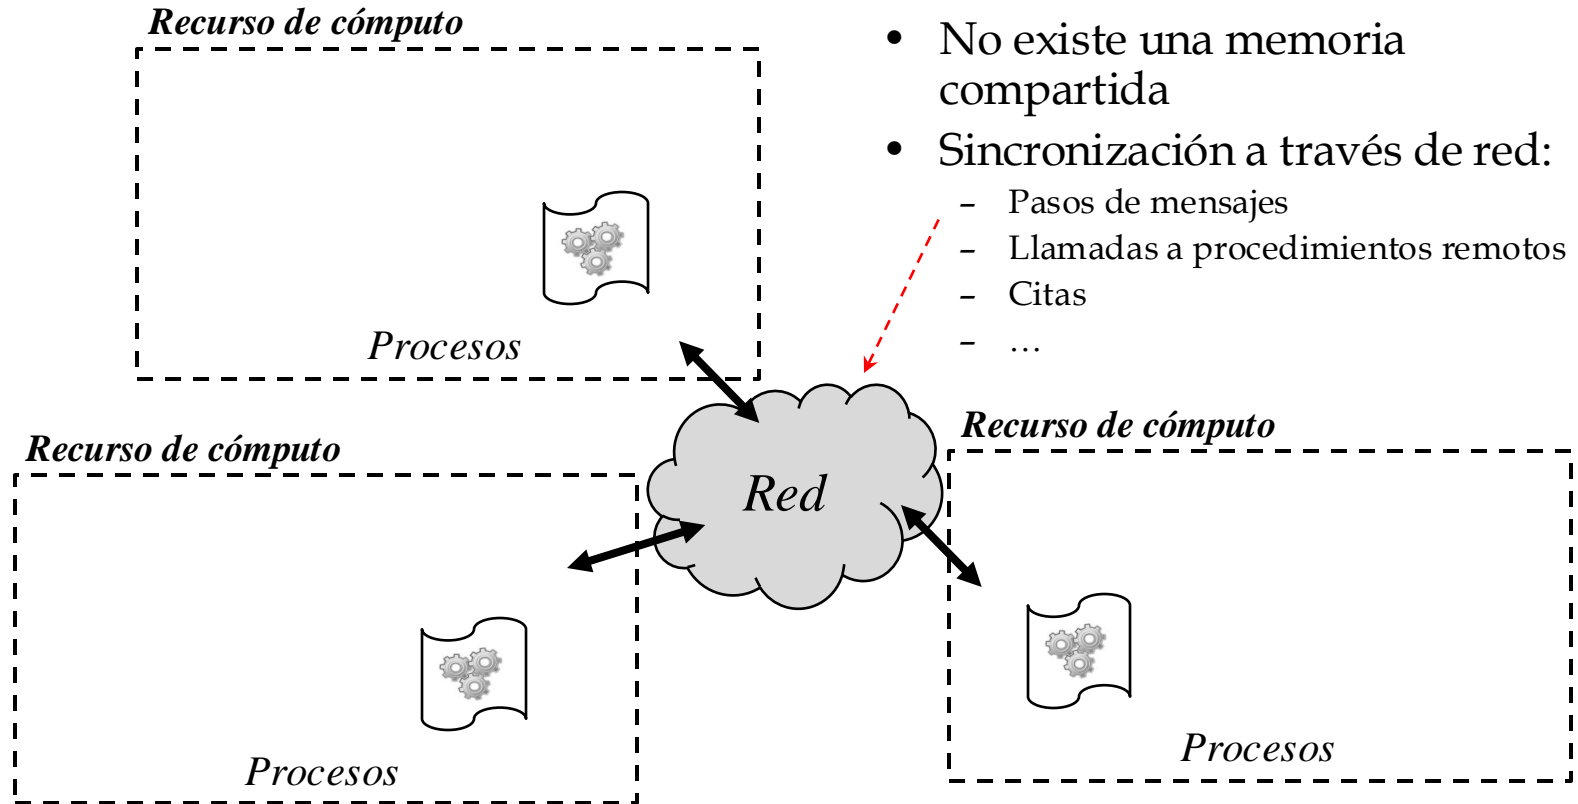 Recurso de cómputo
Procesos
• No existe una memoria
compartida
• Sincronización a través de red:
– Pasos de mensajes
– Llamadas a procedimientos remotos
– Citas
– …
Recurso de cómputo
Procesos
Red
Recurso de cómputo
Procesos